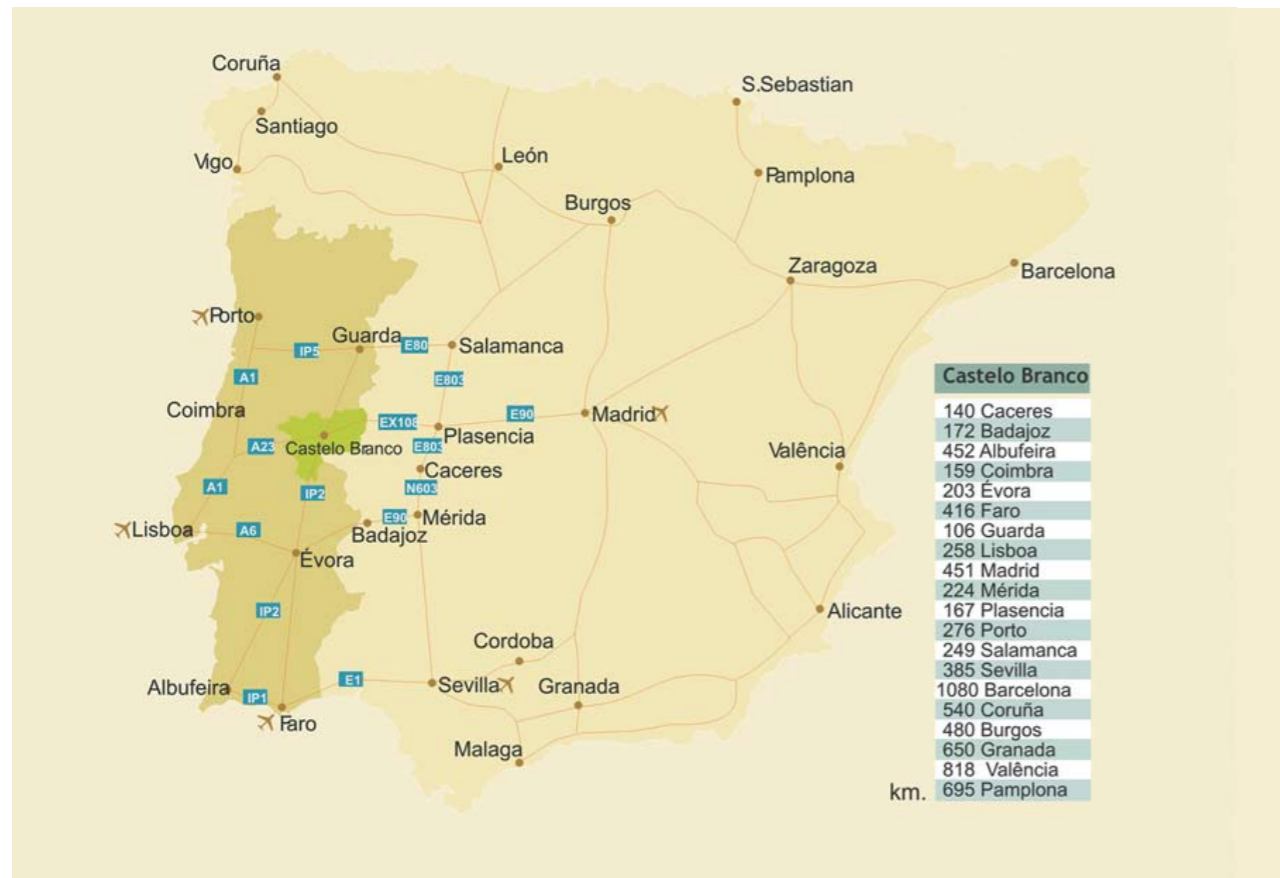 Coruña
S.Sebastian
Santiago
León
Vigo
Pamplona
Burgos
Zaragoza
Barcelona
Porto
Guarda
E80
Salamanca
IP5
A1
E803
Castelo Branco
140 Caceres
172 Badajoz
452 Albufeira
159 Coimbra
203 Évora
416 Faro
106 Guarda
258 Lisboa
451 Madrid
224 Mérida
167 Plasencia
276 Porto
249 Salamanca
385 Sevilla
1080 Barcelona
540 Coruña
480 Burgos
650 Granada
818 Valência
km. 695 Pamplona
Coimbra
EX108
E90
Madrid
Plasencia
A23
Castelo Branco
E803
Valência
Caceres
A1
IP2
N603
Lisboa
A6
E90
Mérida
Badajoz
Évora
IP2
Alicante
Cordoba
Albufeira
IP1
E1
Sevilla
Granada
Faro
Malaga